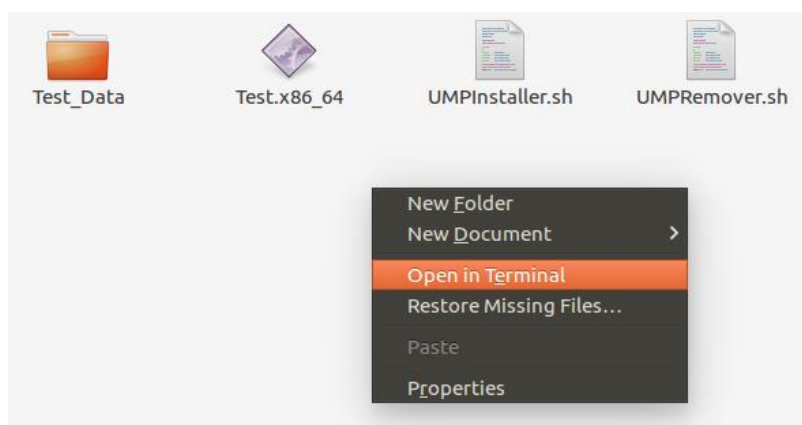 Test_Data
Test.x86_64
UMPInstaller.sh
UMPRemover.sh
New Folder
New Document
Open in Terminal
Restore Missing Files…
Paste
Properties